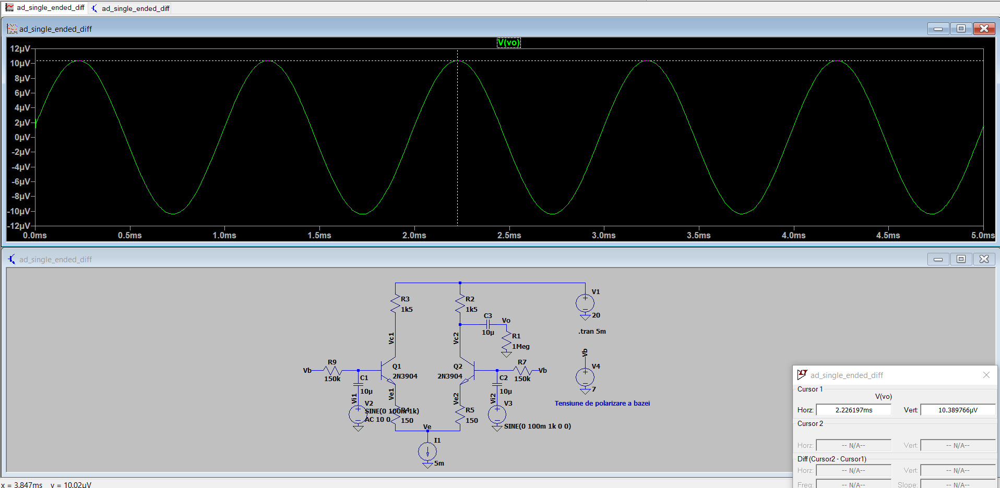 ad_single_ended_diff
ad_single_ended_diff
ad_single_ended_diff
V(vo)
12µV
10µV
8µV
6µV
4µV
2µV
0µV
-2µV
-4µV
-6µV
-8µV
-10µV
-12µV
0.0ms 0.5ms 1.0ms 1.5ms 2.0ms 2.5ms 3.0ms 3.5ms 4.0ms 4.5ms 5.0ms
ad_single_ended_diff
R3
1k5
R2
1k5
V1
20
C3
10µ
Vo
R1
1Meg
.tran 5m
Vc1
Vc2
Vb
R9
150k
Q1
2N3904
Q2
2N3904
R7
150k
Vb
Vb
V4
7
C1
10µ
C2
10µ
Vi1
Ve1
Ve2
Vi2
V2
SINE(0 100m 1k)
AC 10 0
R4
150
R5
150
V3
SINE(0 100m 1k 0 0)
Tensiune de polarizare a bazei
Ve
I1
5m
ad_single_ended_diff
Cursor 1
V(vo)
Horz: 2.226197ms Vert: 10.389766µV
Cursor 2
Horz: -- N/A-- Vert: -- N/A--
Diff (Cursor2 - Cursor1)
Horz: -- N/A-- Vert: -- N/A--
Freq: -- N/A-- Slope: -- N/A--
x = 3.847ms y = 10.02µV